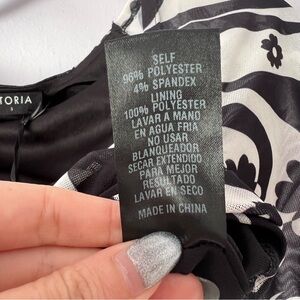 TORIA
SELF
96% POLYESTER
4% SPANDEX
LINING
100% POLYESTER
LAVAR A MANO
EN AGUA FRIA
NO USAR
BLANQUEADOR
SECAR EXTENDIDO
PARA MEJOR
RESULTADO
LAVAR EN SECO
MADE IN CHINA